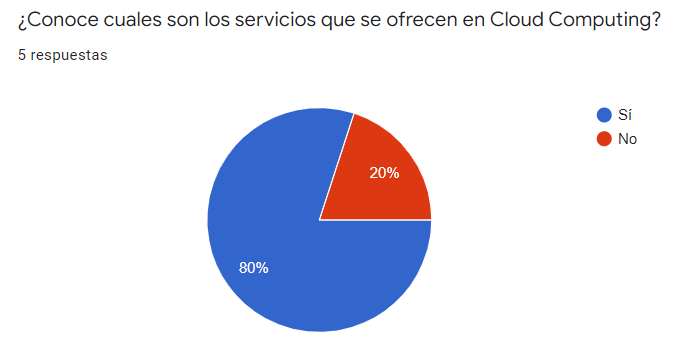 ¿Conoce cuales son los servicios que se ofrecen en Cloud Computing?
5 respuestas
Sí
No
20%
80%